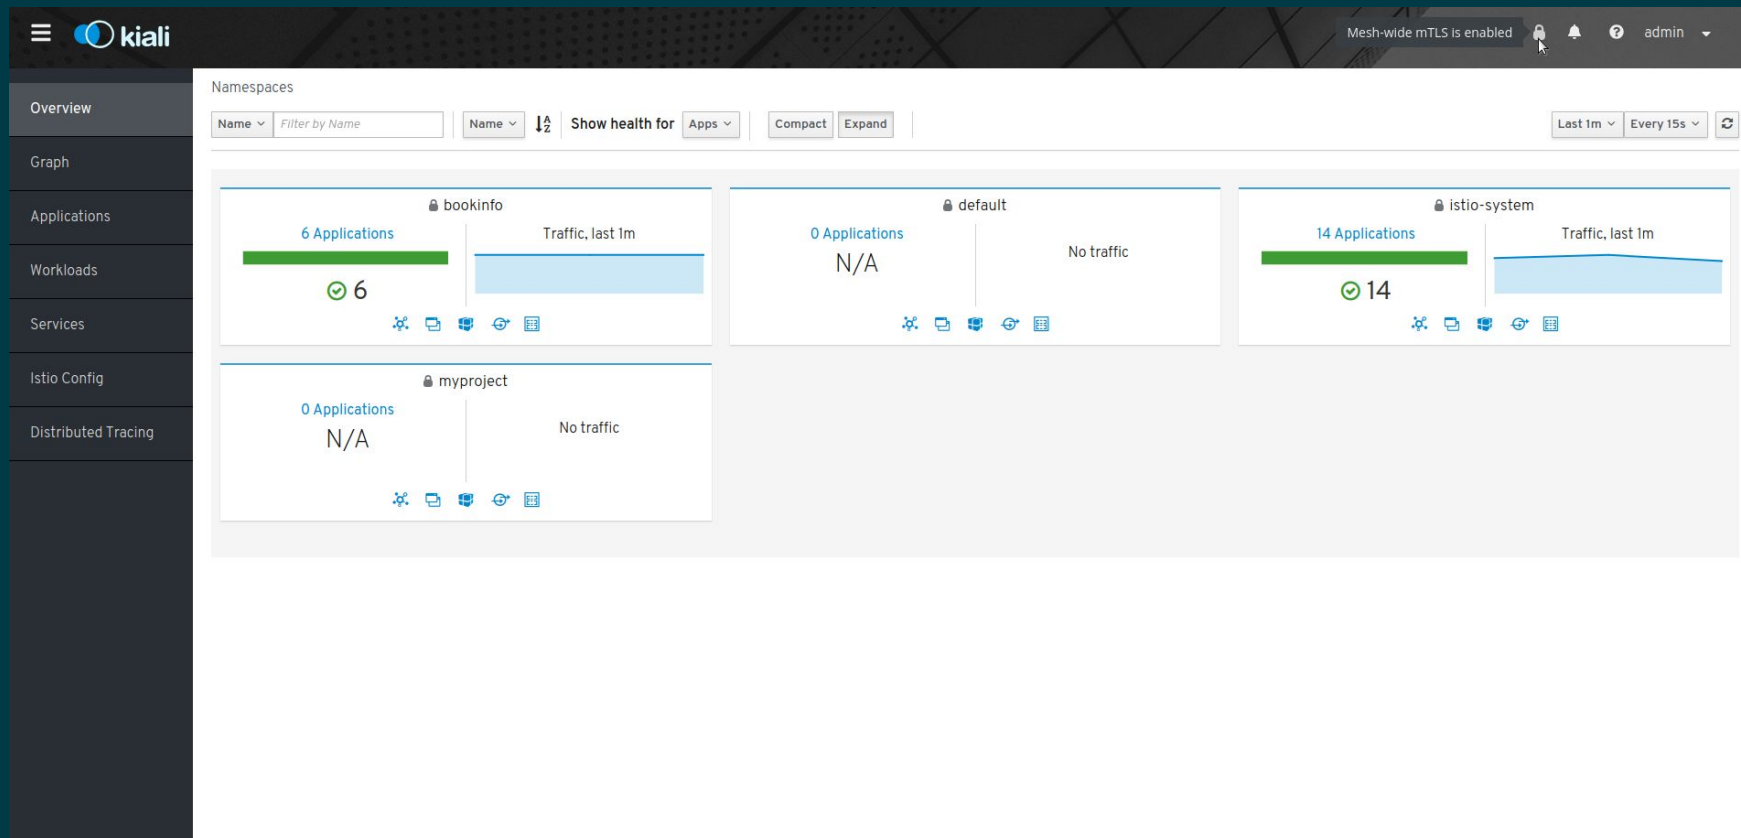 kiali
Mesh-wide mTLS is enabled
admin
Overview
Graph
Applications
Workloads
Services
Istio Config
Distributed Tracing
Namespaces
Name Filter by Name Name A Z Show health for Apps Compact Expand Last 1m Every 15s
bookinfo
6 Applications Traffic, last 1m
6
default
0 Applications
N/A No traffic
istio-system
14 Applications Traffic, last 1m
14
myproject
0 Applications
N/A No traffic